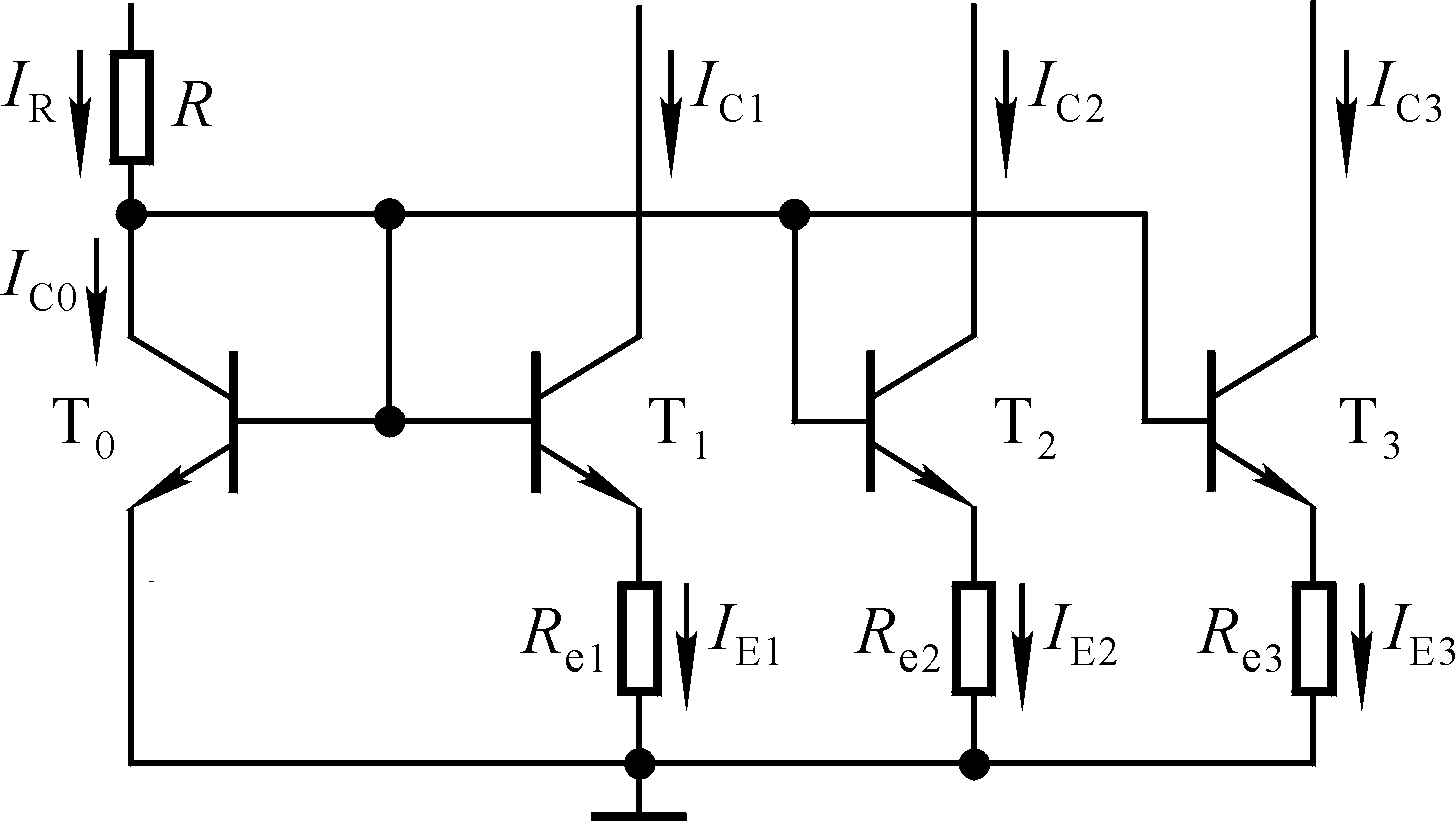 I_R R I_C1 I_C2 I_C3
I_C0
T_0 T_1 T_2 T_3
R_e1 I_E1 R_e2 I_E2 R_e3 I_E3